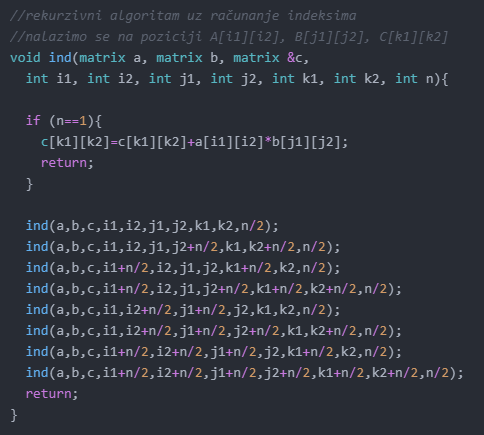 //rekurzivni algoritam uz računanje indeksima
//nalazimo se na poziciji A[i1][i2], B[j1][j2], C[k1][k2]
void ind(matrix a, matrix b, matrix &c,
  int i1, int i2, int j1, int j2, int k1, int k2, int n){

  if (n==1){
    c[k1][k2]=c[k1][k2]+a[i1][i2]*b[j1][j2];
    return;
  }

  ind(a,b,c,i1,i2,j1,j2,k1,k2,n/2);
  ind(a,b,c,i1,i2,j1,j2+n/2,k1,k2+n/2,n/2);
  ind(a,b,c,i1+n/2,i2,j1,j2,k1+n/2,k2,n/2);
  ind(a,b,c,i1+n/2,i2,j1,j2+n/2,k1+n/2,k2+n/2,n/2);
  ind(a,b,c,i1,i2+n/2,j1+n/2,j2,k1,k2,n/2);
  ind(a,b,c,i1,i2+n/2,j1+n/2,j2+n/2,k1,k2+n/2,n/2);
  ind(a,b,c,i1+n/2,i2+n/2,j1+n/2,j2,k1+n/2,k2,n/2);
  ind(a,b,c,i1+n/2,i2+n/2,j1+n/2,j2+n/2,k1+n/2,k2+n/2,n/2);
  return;
}